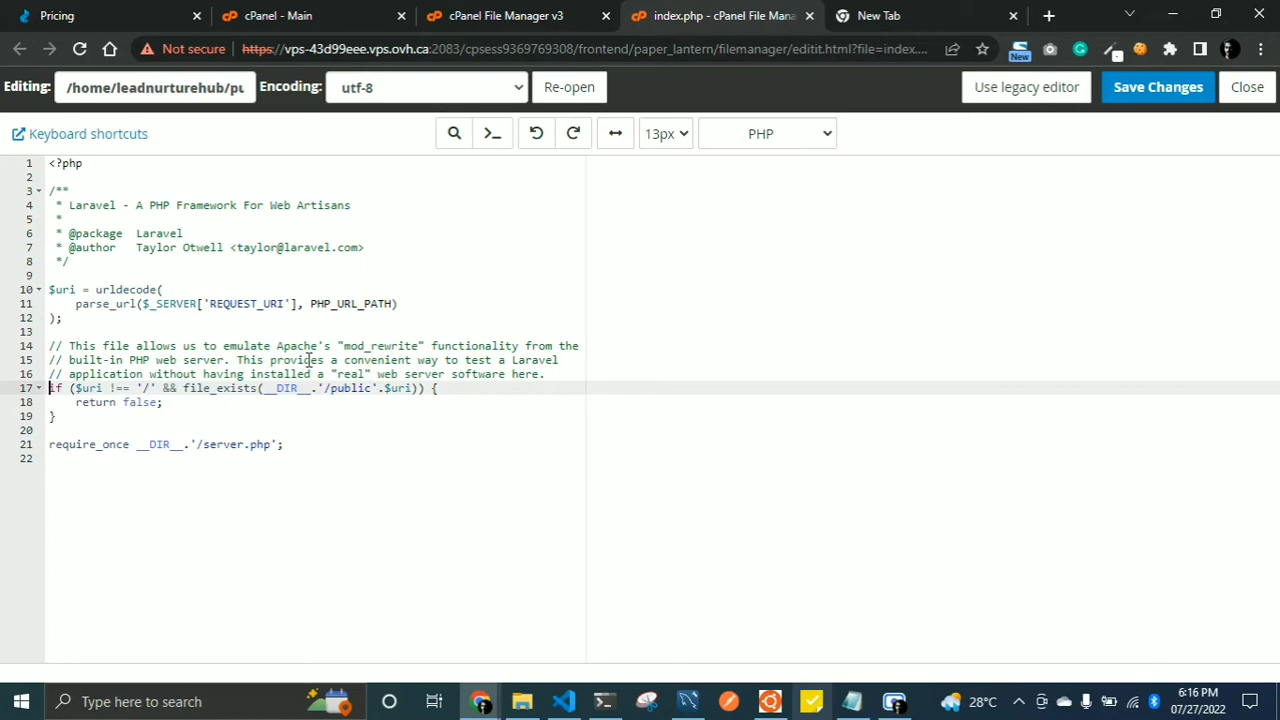 Pricing
cPanel - Main
cPanel File Manager v3
index.php - cPanel File Mana
New Tab
Not secure
https://vps-43d99eee.vps.ovh.ca:2083/cpsess9369769308/frontend/paper_lantern/filemanager/editit.html?file=index....
New
Editing:
/home/leadnurturehub/pu
Encoding:
utf-8
Re-open
Use legacy editor
Save Changes
Close
Keyboard shortcuts
13px
PHP
1 <?php
2
3 /**
4 * Laravel - A PHP Framework For Web Artisans
5 *
6 * @package Laravel
7 * @author Taylor Otwell <taylor@laravel.com>
8 */
9
10 $uri = urldecode(
11 parse_url($_SERVER['REQUEST_URI'], PHP_URL_PATH)
12 );
13
14 // This file allows us to emulate Apache's "mod_rewrite" functionality from the
15 // built-in PHP web server. This provides a convenient way to test a Laravel
16 // application without having installed a "real" web server software here.
17 if ($uri !== '/' && file_exists(__DIR__.'/public'.$uri)) {
18 return false;
19 }
20
21 require_once __DIR__.'/server.php';
22
Type here to search
28°C
6:16 PM
07/27/2022